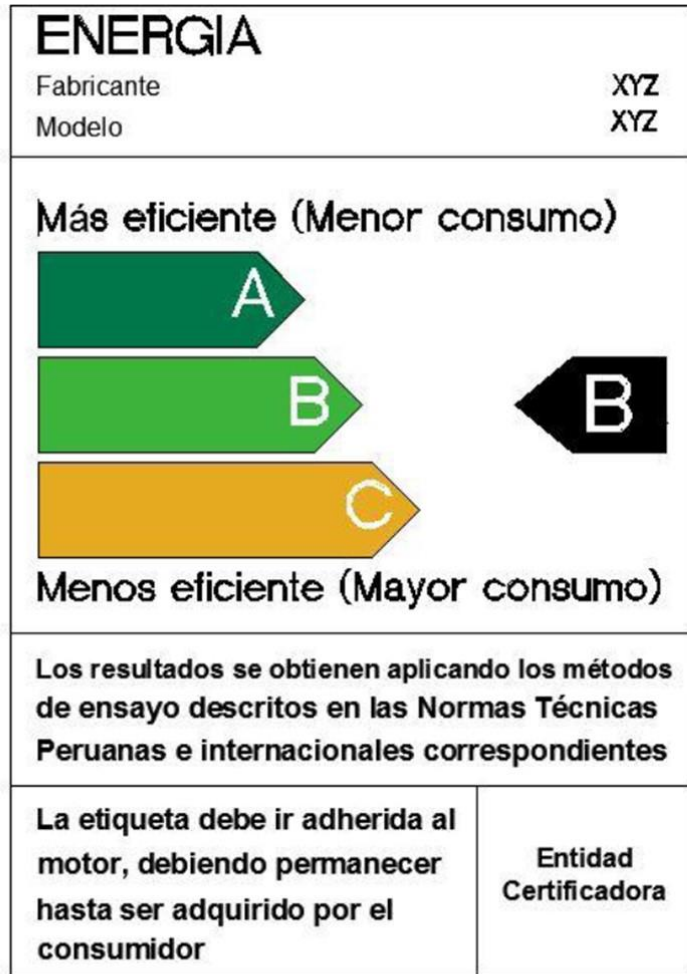 ENERGIA
Fabricante XYZ
Modelo XYZ
Más eficiente (Menor consumo)
A
B B
C
Menos eficiente (Mayor consumo)
Los resultados se obtienen aplicando los métodos
de ensayo descritos en las Normas Técnicas
Peruanas e internacionales correspondientes
La etiqueta debe ir adherida al
motor, debiendo permanecer
hasta ser adquirido por el
consumidor
Entidad
Certificadora